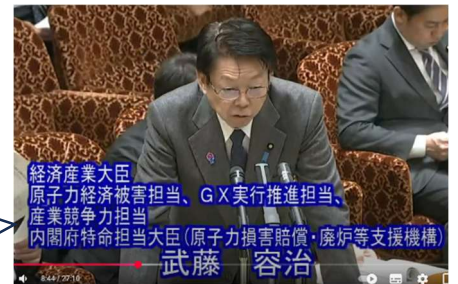 経済産業大臣
原子力経済被害担当、GX実行推進担当、
産業競争力担当
内閣府特命担当大臣(原子力損害賠償・廃炉等支援機構)
武藤 容治
8:44 / 27:10